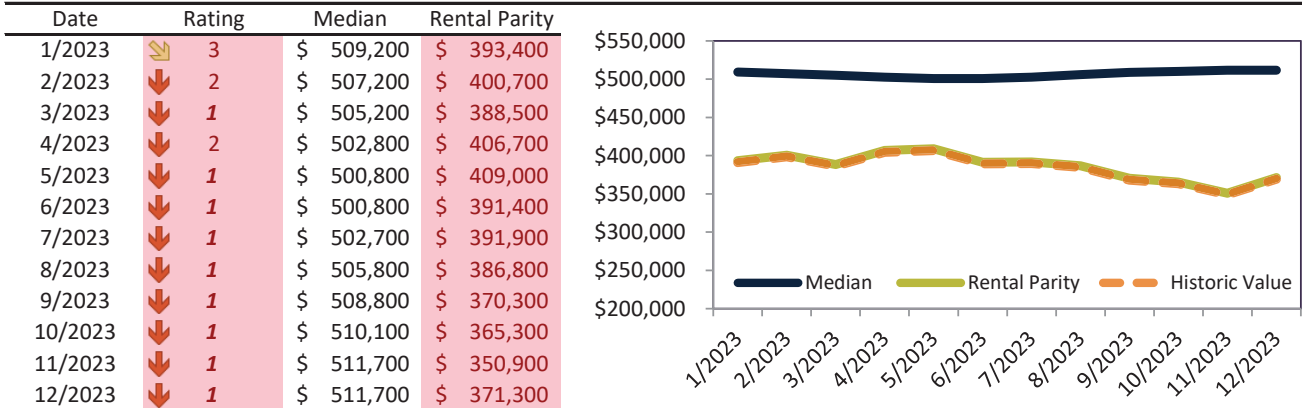 Date Rating Median Rental Parity
1/2023 3 $ 509,200 $ 393,400
2/2023 2 $ 507,200 $ 400,700
3/2023 1 $ 505,200 $ 388,500
4/2023 2 $ 502,800 $ 406,700
5/2023 1 $ 500,800 $ 409,000
6/2023 1 $ 500,800 $ 391,400
7/2023 1 $ 502,700 $ 391,900
8/2023 1 $ 505,800 $ 386,800
9/2023 1 $ 508,800 $ 370,300
10/2023 1 $ 510,100 $ 365,300
11/2023 1 $ 511,700 $ 350,900
12/2023 1 $ 511,700 $ 371,300
$550,000
$500,000
$450,000
$400,000
$350,000
$300,000
$250,000
$200,000
Median Rental Parity Historic Value
1/2023 2/2023 3/2023 4/2023 5/2023 6/2023 7/2023 8/2023 9/2023 10/2023 11/2023 12/2023